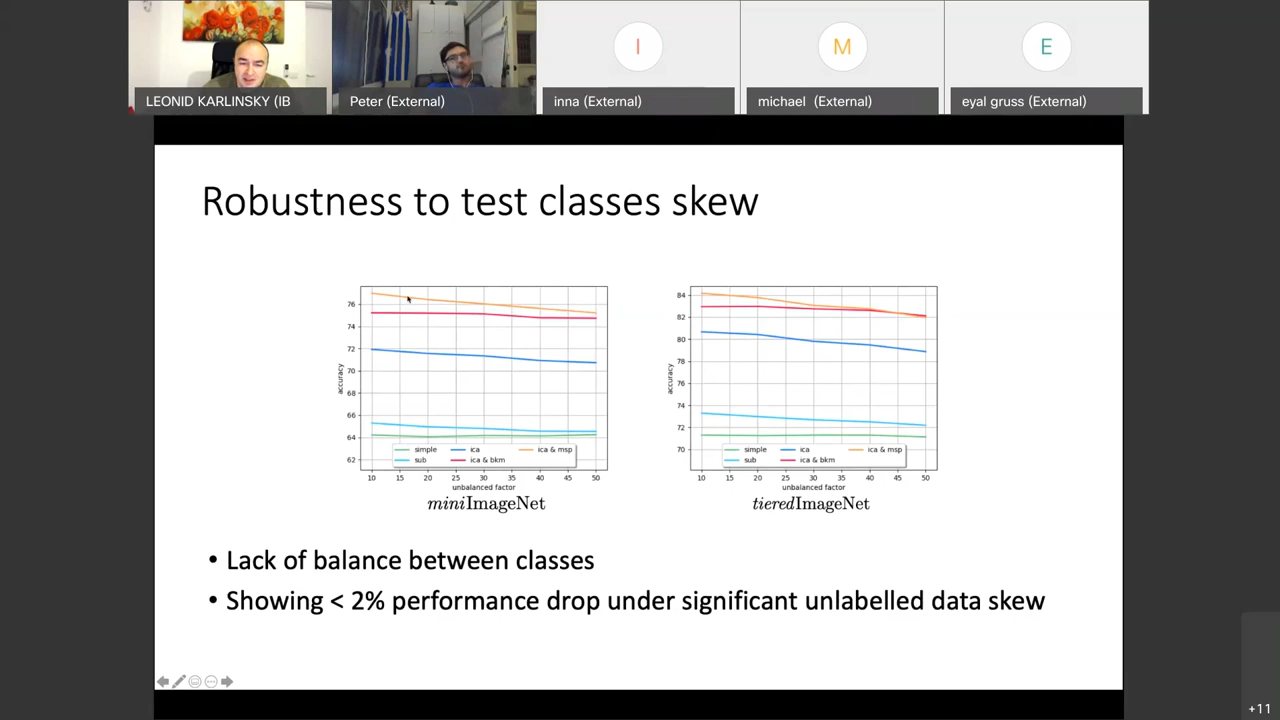 LEONID KARLINSKY (IB
Peter (External)
I
inna (External)
M
michael (External)
E
eyal gruss (External)
Robustness to test classes skew
76
74
72
70
68
66
64
62
accuracy
simple
sub
ica
ica & bkm
ica & msp
10 15 20 25 30 35 40 45 50
unbalanced factor
miniImageNet
84
82
80
78
76
74
72
70
accuracy
simple
sub
ica
ica & bkm
ica & msp
10 15 20 25 30 35 40 45 50
unbalanced factor
tieredImageNet
• Lack of balance between classes
• Showing < 2% performance drop under significant unlabelled data skew
+11